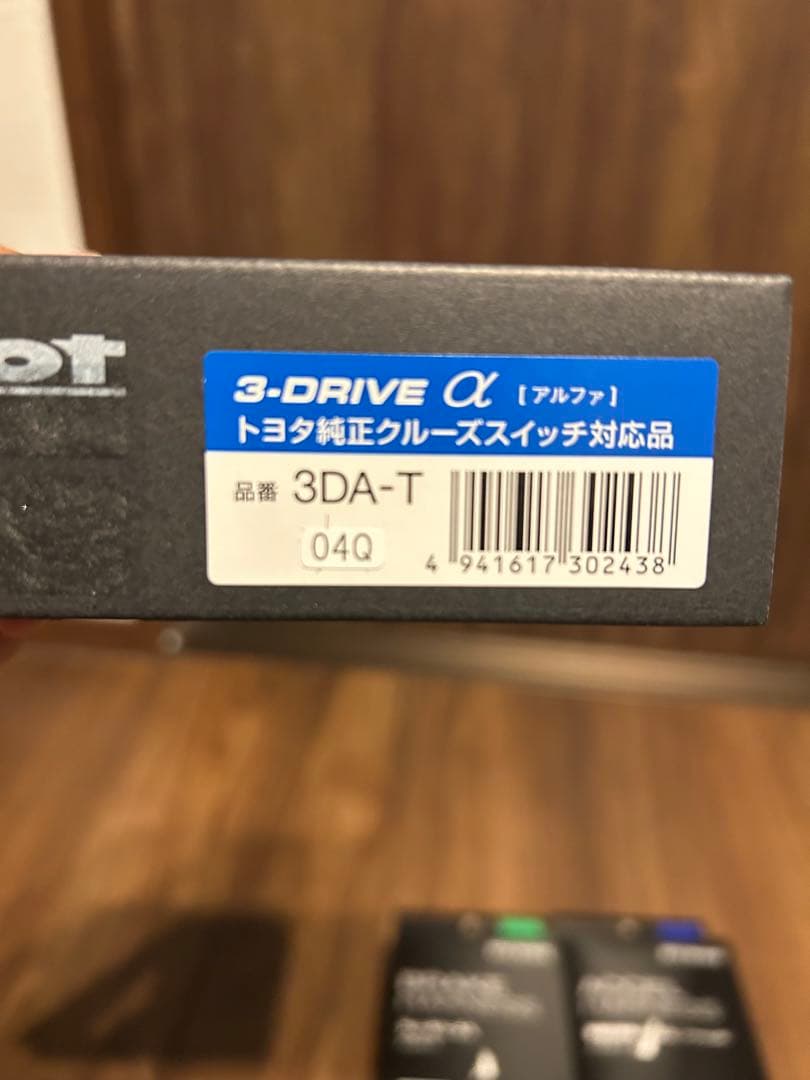 ot
3-DRIVE α [アルファ]
トヨタ純正クルーズスイッチ対応品
品番 3DA-T
04Q
4 941617 302438